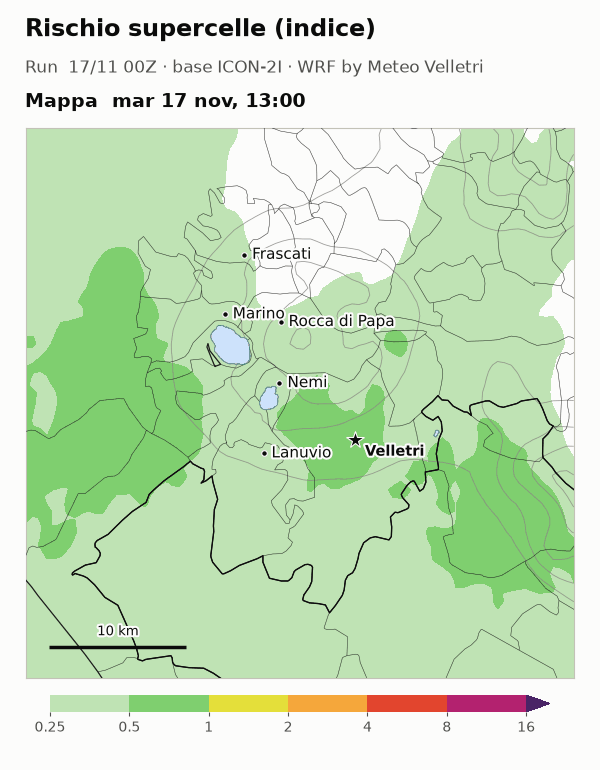 Rischio supercelle (indice)
Run  17/11 00Z · base ICON-2I · WRF by Meteo Velletri
Mappa  mar 17 nov, 13:00
Frascati
Marino
Rocca di Papa
Nemi
Velletri
Lanuvio
10 km
0.25 0.5 1 2 4 8 16